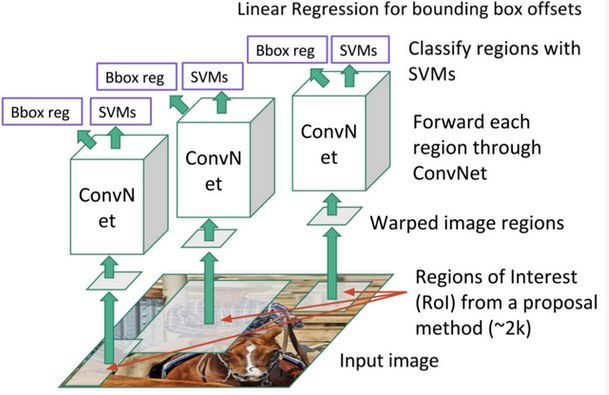 Linear Regression for bounding box offsets
Bbox reg
SVMs
Classify regions with
SVMs
Bbox reg
SVMs
Bbox reg
SVMs
ConvN
et
ConvN
et
ConvN
et
Forward each
region through
ConvNet
Warped image regions
Regions of Interest
(RoI) from a proposal
method (~2k)
Input image